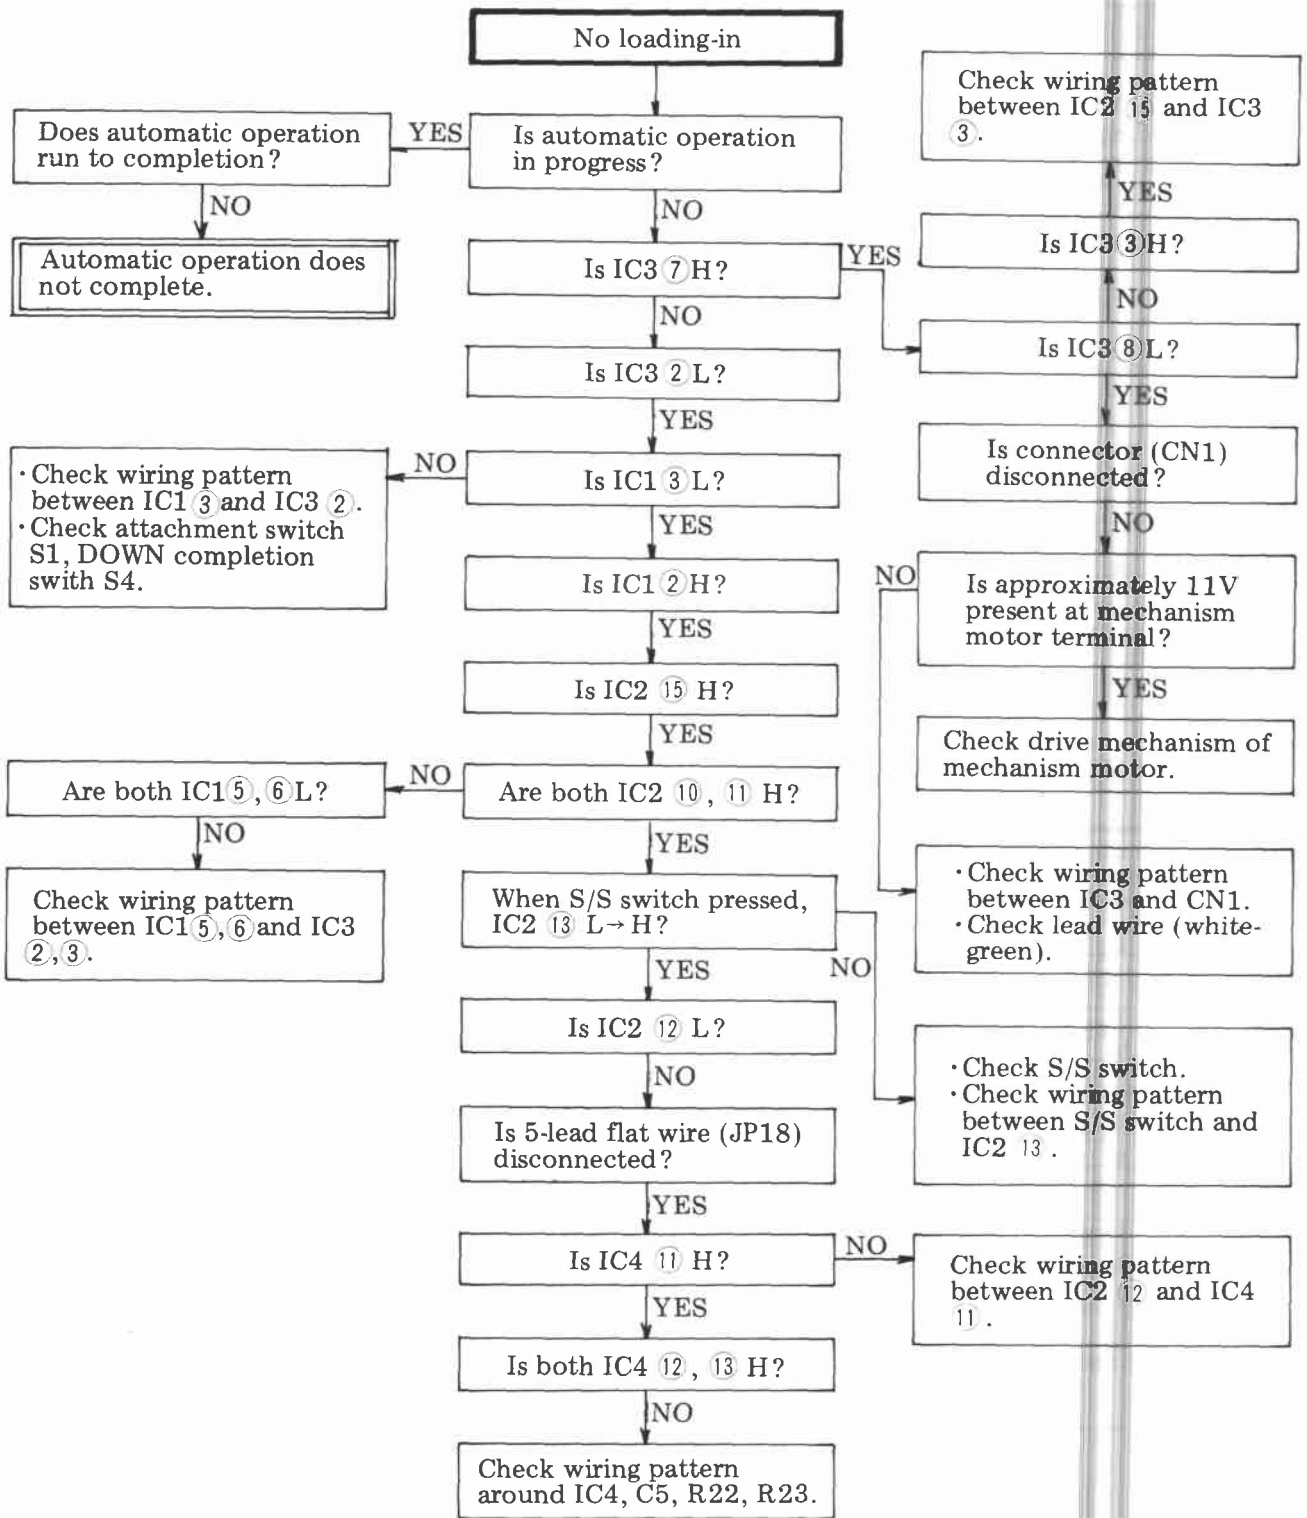 No loading-in
Is automatic operation
in progress?
YES
Does automatic operation
run to completion?
NO
Automatic operation does
not complete.
NO
Is IC3 ⑦ H?
YES
NO
Is IC3 ② L?
YES
Is IC1 ③ L?
NO
· Check wiring pattern
between IC1 ③ and IC3 ②.
· Check attachment switch
S1, DOWN completion
swith S4.
YES
Is IC1 ② H?
YES
Is IC2 ⑮ H?
YES
Are both IC2 ⑩, ⑪ H?
NO
Are both IC1 ⑤, ⑥ L?
NO
Check wiring pattern
between IC1 ⑤, ⑥ and IC3
②, ③.
YES
When S/S switch pressed,
IC2 ⑬ L→H?
NO
YES
Is IC2 ⑫ L?
NO
Is 5-lead flat wire (JP18)
disconnected?
YES
Is IC4 ⑪ H?
NO
YES
Is both IC4 ⑫, ⑬ H?
NO
Check wiring pattern
around IC4, C5, R22, R23.
Check wiring pattern
between IC2 ⑮ and IC3
③.
YES
Is IC3 ③ H?
NO
Is IC3 ⑧ L?
YES
Is connector (CN1)
disconnected?
NO
Is approximately 11V
present at mechanism
motor terminal?
NO
YES
Check drive mechanism of
mechanism motor.
· Check wiring pattern
between IC3 and CN1.
· Check lead wire (white-
green).
· Check S/S switch.
· Check wiring pattern
between S/S switch and
IC2 ⑬.
Check wiring pattern
between IC2 ⑫ and IC4
⑪.